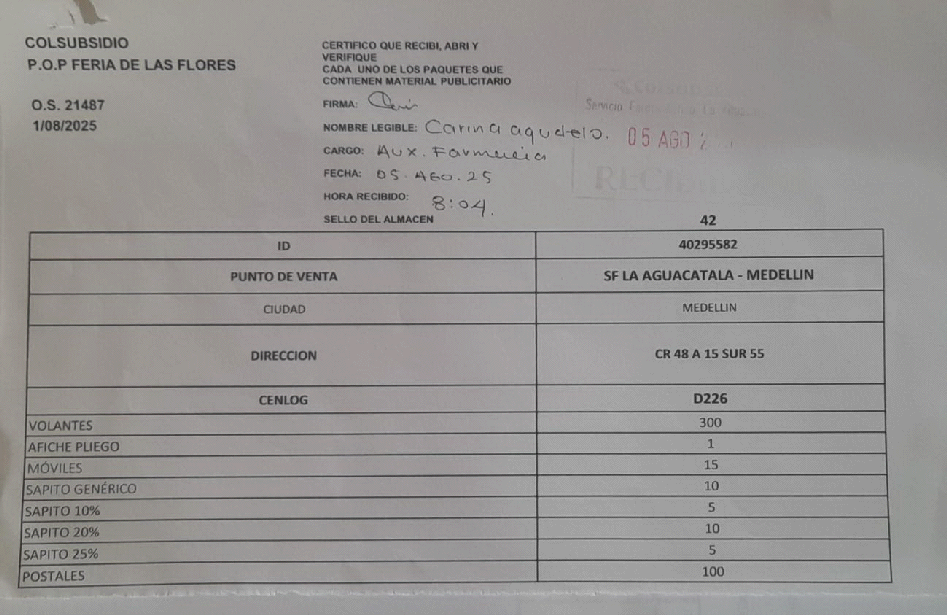 COLSUBSIDIO
P.O.P FERIA DE LAS FLORES
O.S. 21487
1/08/2025
CERTIFICO QUE RECIBI, ABRI Y
VERIFIQUE
CADA UNO DE LOS PAQUETES QUE
CONTIENEN MATERIAL PUBLICITARIO
FIRMA:
NOMBRE LEGIBLE: Carina agudelo.
CARGO: Aux. Farmacia
FECHA: 05. AGO. 25
HORA RECIBIDO: 8:04.
SELLO DEL ALMACEN
Servicio
05 AGO 2
42
ID 40295582
PUNTO DE VENTA SF LA AGUACATALA - MEDELLIN
CIUDAD MEDELLIN
DIRECCION CR 48 A 15 SUR 55
CENLOG D226
VOLANTES 300
AFICHE PLIEGO 1
MÓVILES 15
SAPITO GENÉRICO 10
SAPITO 10% 5
SAPITO 20% 10
SAPITO 25% 5
POSTALES 100